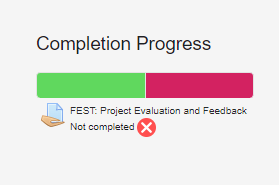 Completion Progress
FEST: Project Evaluation and Feedback
Not completed